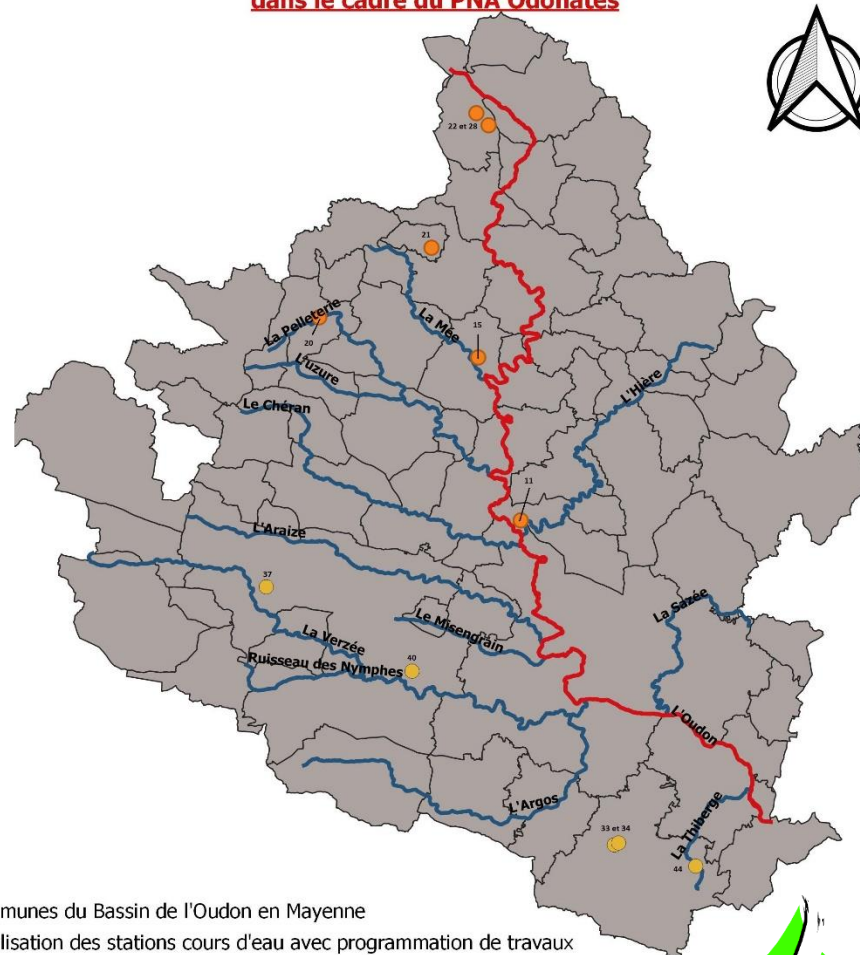 dans le cadre du PNA Odonates
22 et 28
21
La Pelleterie
La Mée
15
20
L'uzure
L'Hière
Le Chéran
11
L'Araize
37
La Sazée
Le Misengrain
La Verzée
40
Ruisseau des Nymphes
L'Oudon
L'Argos
La Thiberge
33 et 34
44
munes du Bassin de l'Oudon en Mayenne
lisation des stations cours d'eau avec programmation de travaux